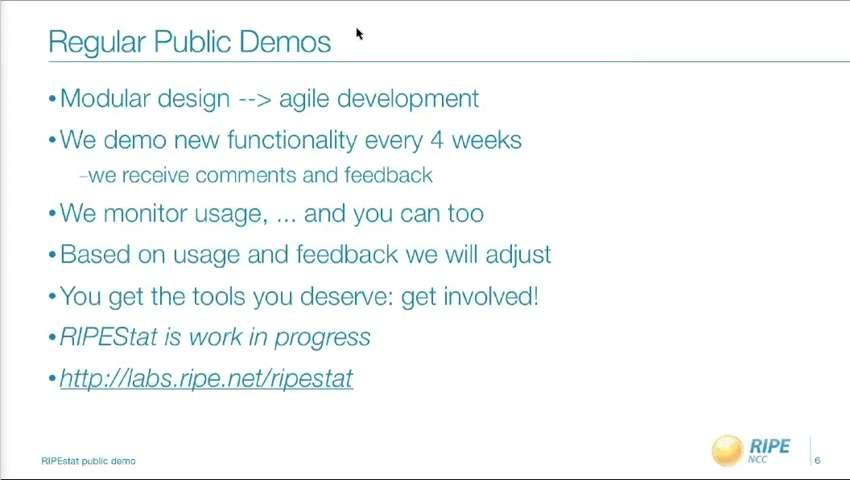 Regular Public Demos
•Modular design --> agile development
•We demo new functionality every 4 weeks
–we receive comments and feedback
•We monitor usage, ... and you can too
•Based on usage and feedback we will adjust
•You get the tools you deserve: get involved!
•RIPEStat is work in progress
•http://labs.ripe.net/ripestat
RIPE
NCC
RIPEstat public demo
6